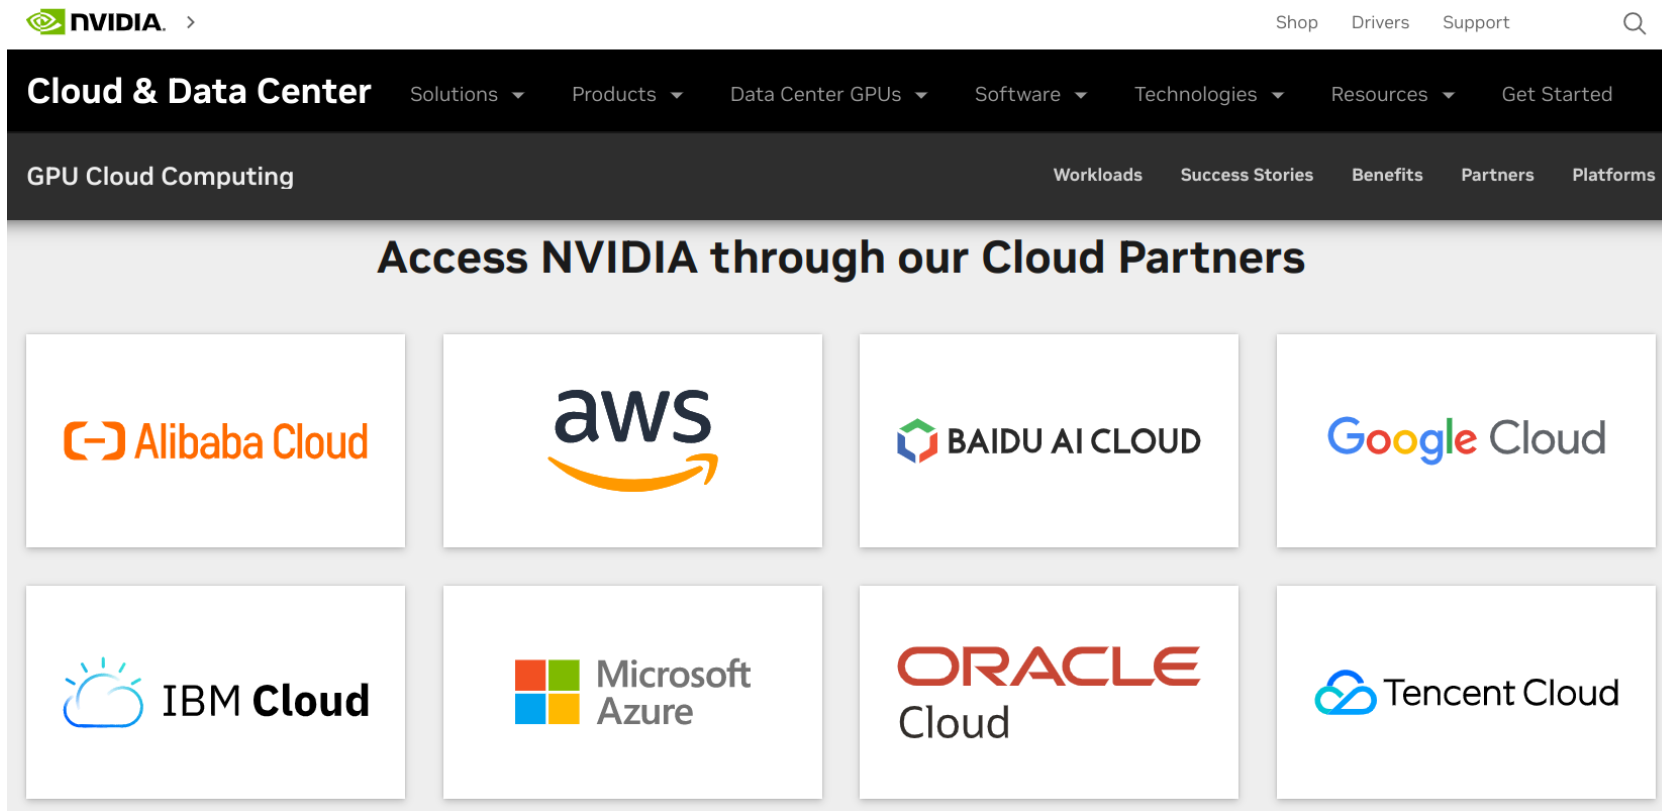 NVIDIA. >
Shop Drivers Support
Cloud & Data Center Solutions Products Data Center GPUs Software Technologies Resources Get Started
GPU Cloud Computing Workloads Success Stories Benefits Partners Platforms
Access NVIDIA through our Cloud Partners
Alibaba Cloud
aws
BAIDU AI CLOUD
Google Cloud
IBM Cloud
Microsoft
Azure
ORACLE
Cloud
Tencent Cloud